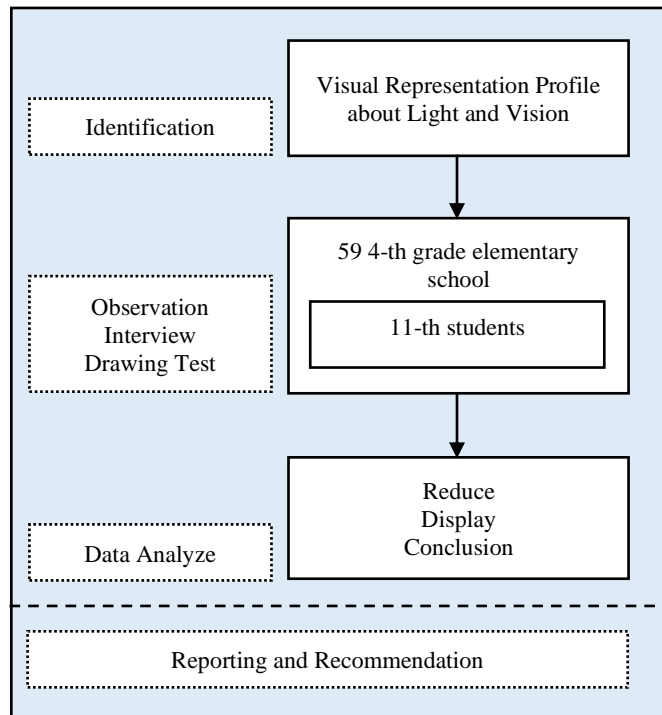 Visual Representation Profile
about Light and Vision
Identification
59 4-th grade elementary
school
11-th students
Observation
Interview
Drawing Test
Reduce
Display
Conclusion
Data Analyze
Reporting and Recommendation